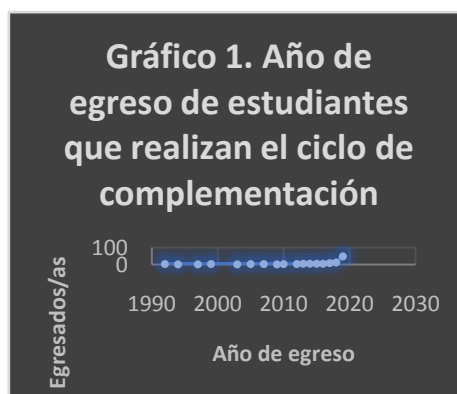 Gráfico 1. Año de
egreso de estudiantes
que realizan el ciclo de
complementación
100
0
1990 2000 2010 2020 2030
Año de egreso
Egresados/as